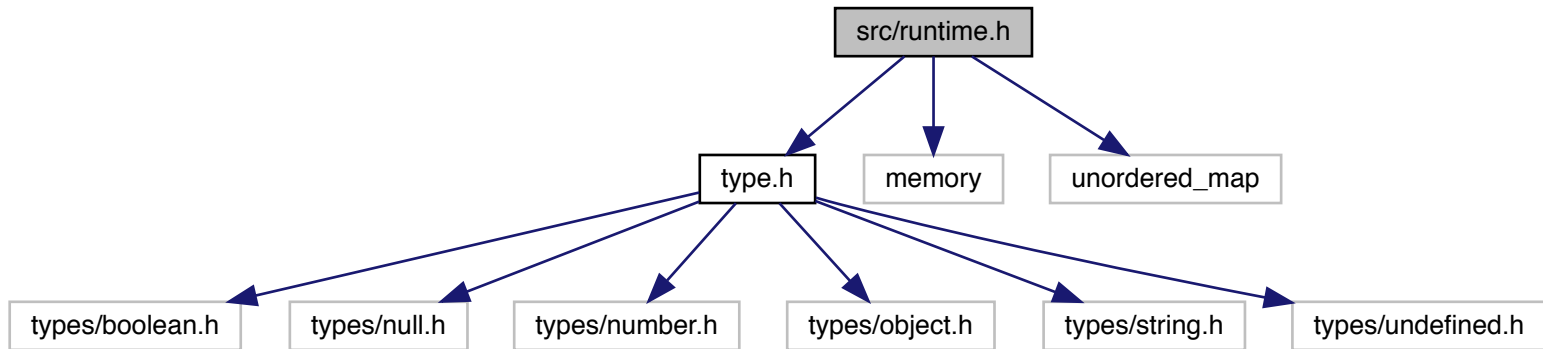 src/runtime.h
type.h
memory
unordered_map
types/boolean.h
types/null.h
types/number.h
types/object.h
types/string.h
types/undefined.h